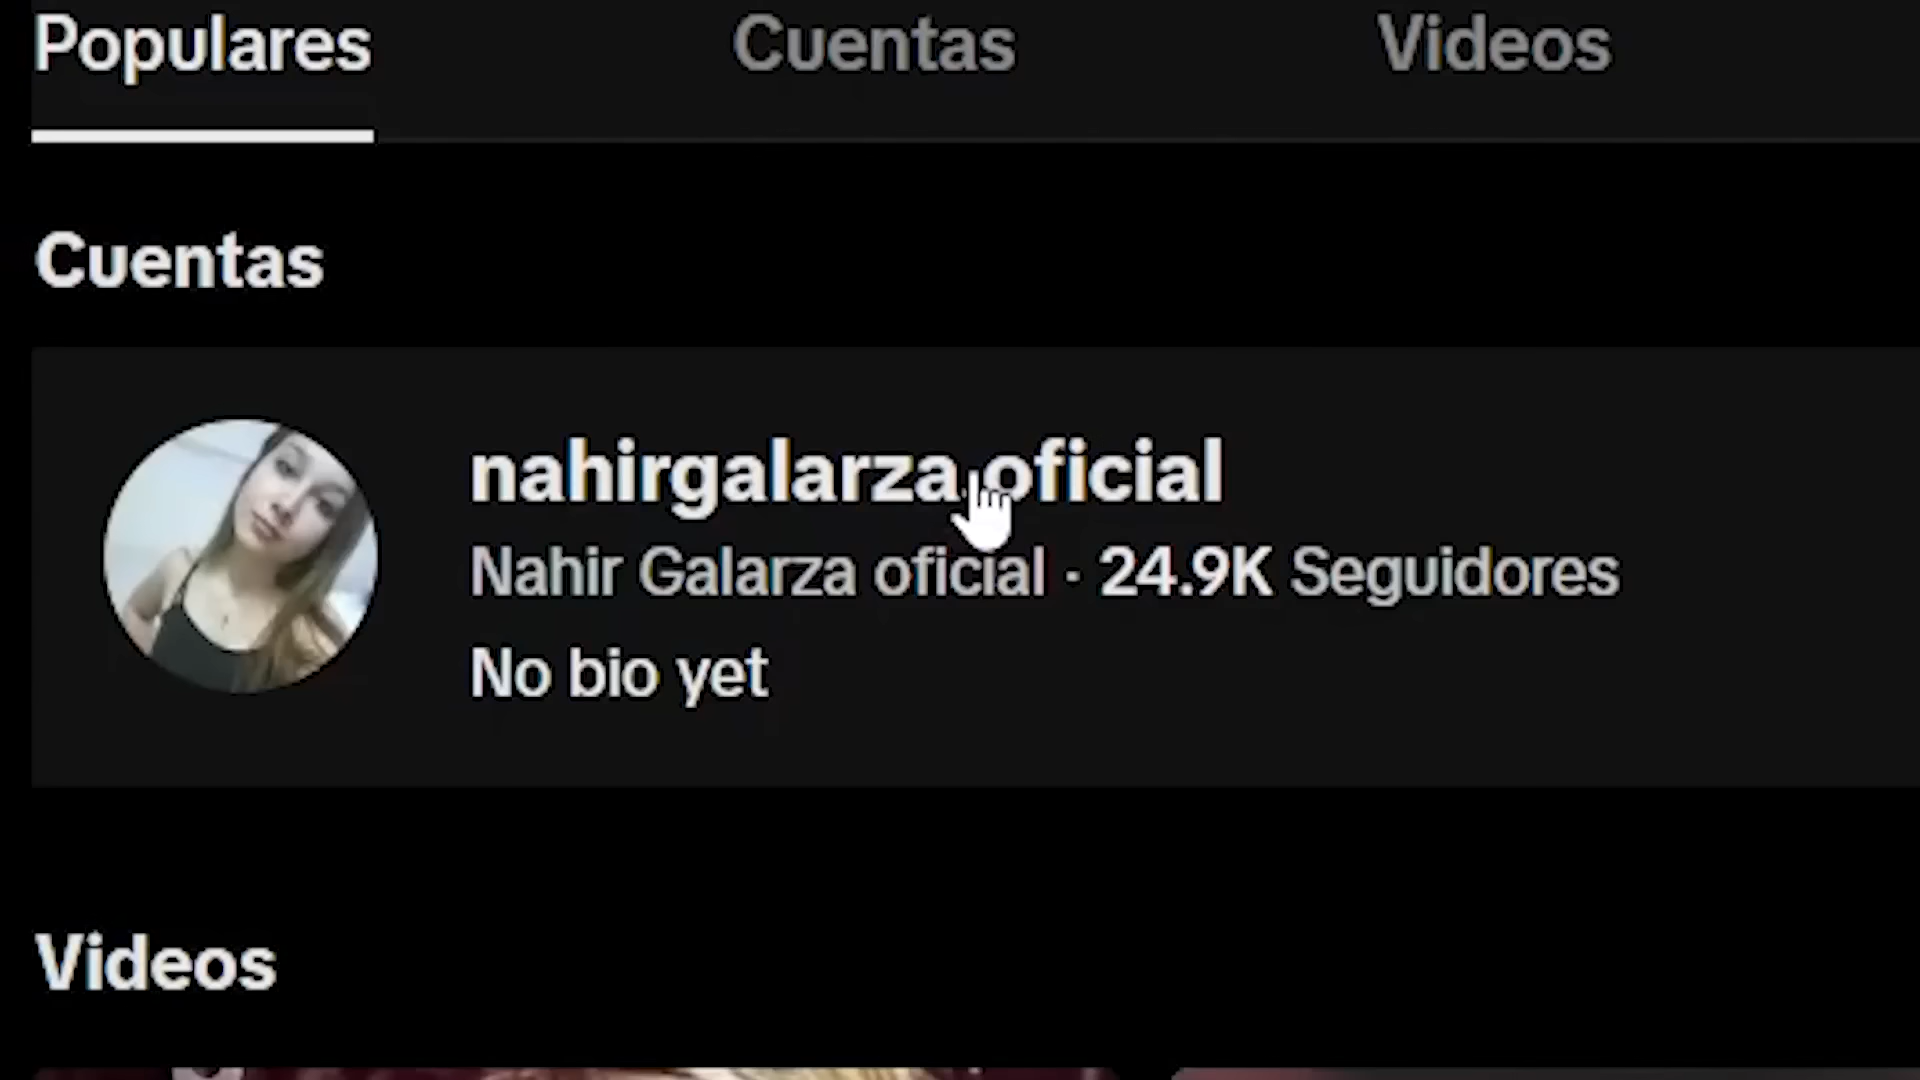 Populares Cuentas Videos
Cuentas
nahirgalarza.oficial
Nahir Galarza oficial · 24.9K Seguidores
No bio yet
Videos